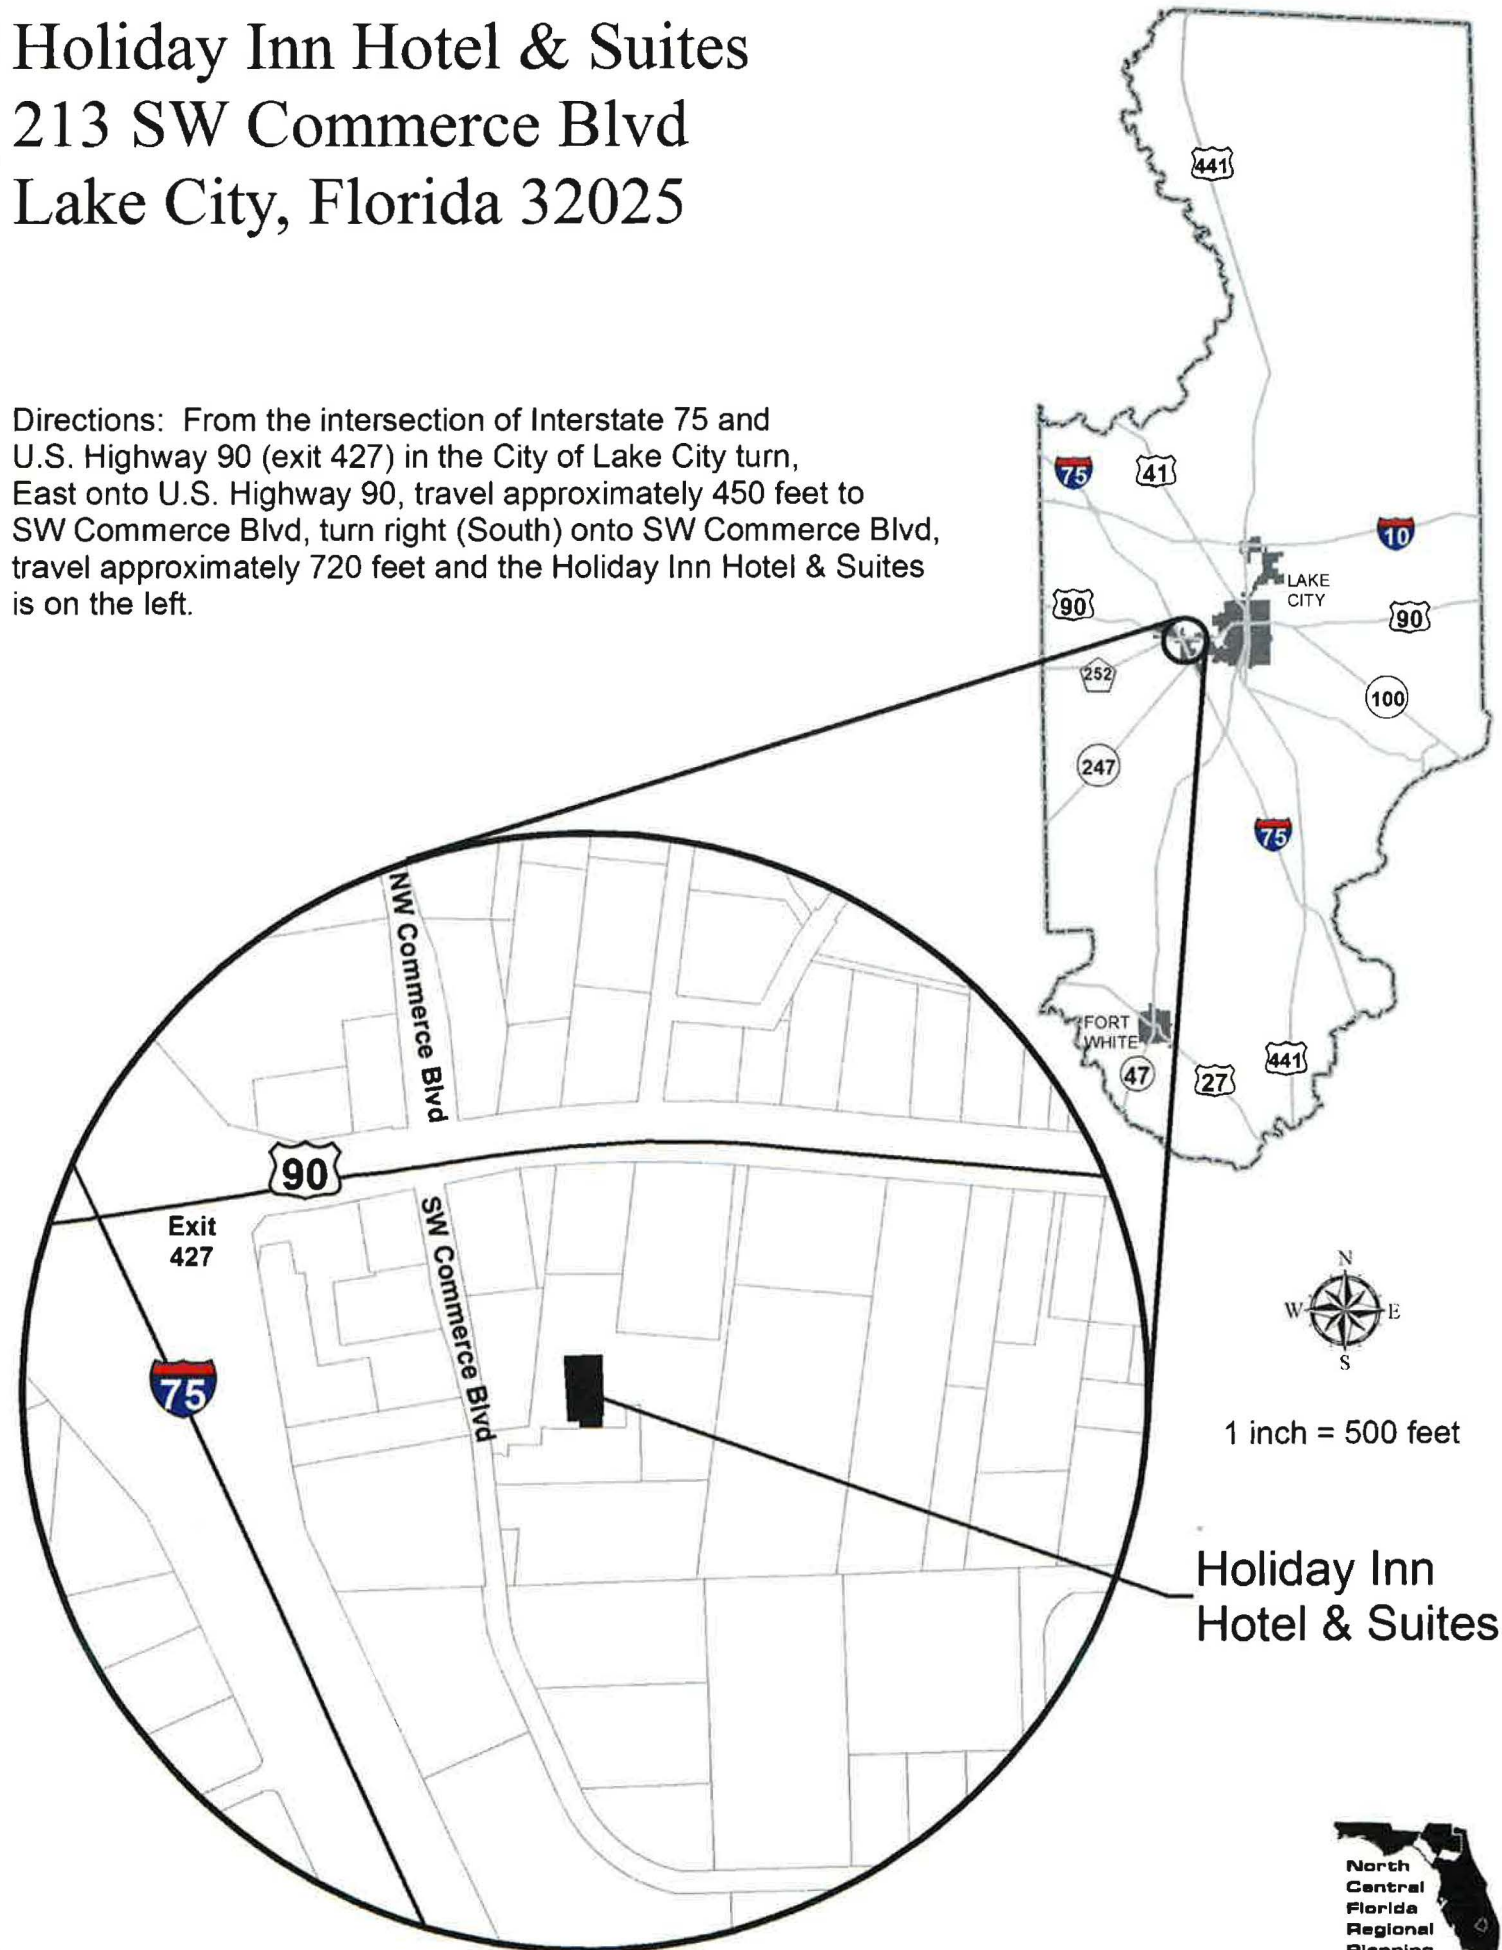 Holiday Inn Hotel & Suites
213 SW Commerce Blvd
Lake City, Florida 32025
Directions: From the intersection of Interstate 75 and
U.S. Highway 90 (exit 427) in the City of Lake City turn,
East onto U.S. Highway 90, travel approximately 450 feet to
SW Commerce Blvd, turn right (South) onto SW Commerce Blvd,
travel approximately 720 feet and the Holiday Inn Hotel & Suites
is on the left.
441
75
41
10
LAKE
CITY
90
90
252
100
247
75
FORT
WHITE
47
27
441
NW Commerce Blvd
90
Exit
427
SW Commerce Blvd
75
N
W
E
S
1 inch = 500 feet
Holiday Inn
Hotel & Suites
North
Central
Florida
Regional
Planning